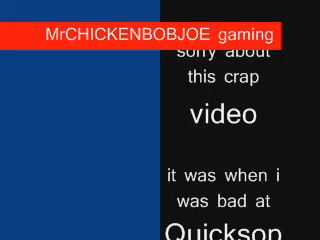 MrCHICKENBOBJOE gaming
sorry about
this crap
video
it was when i
was bad at
Quicksop